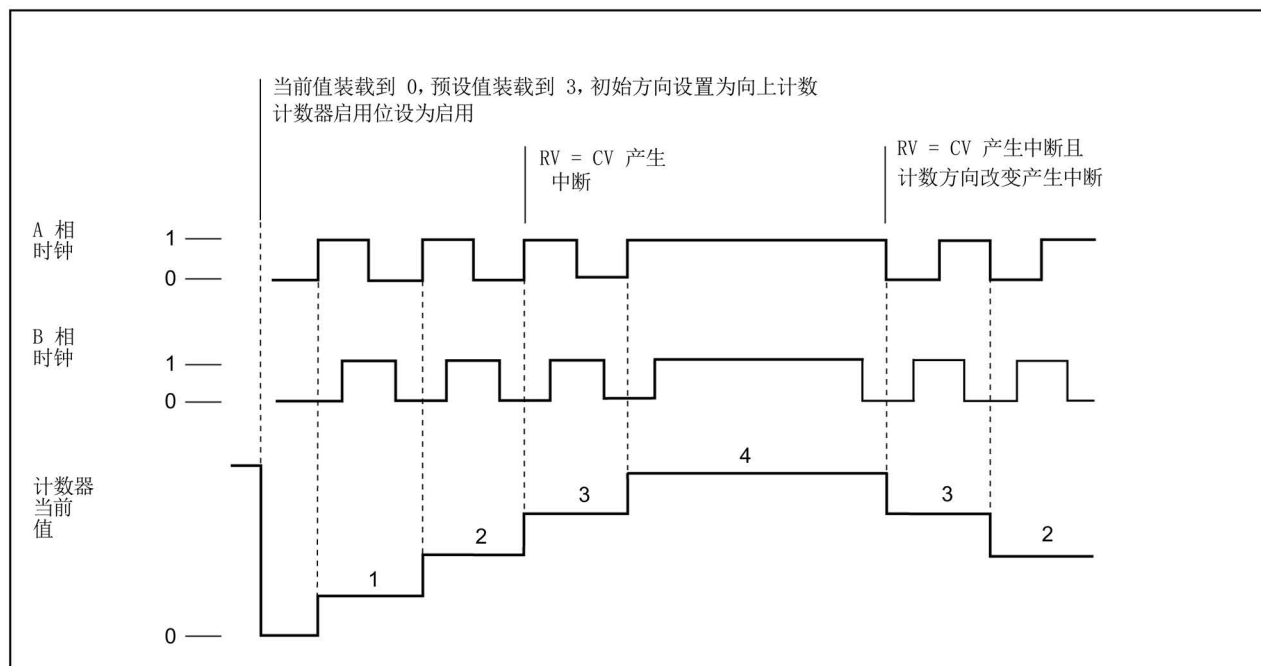 当前值装载到 0, 预设值装载到 3, 初始方向设置为向上计数
计数器启用位设为启用
RV = CV 产生
中断
RV = CV 产生中断且
计数方向改变产生中断
A 相
时钟
1
0
B 相
时钟
1
0
计数器
当前
值
0
1
2
3
4
3
2